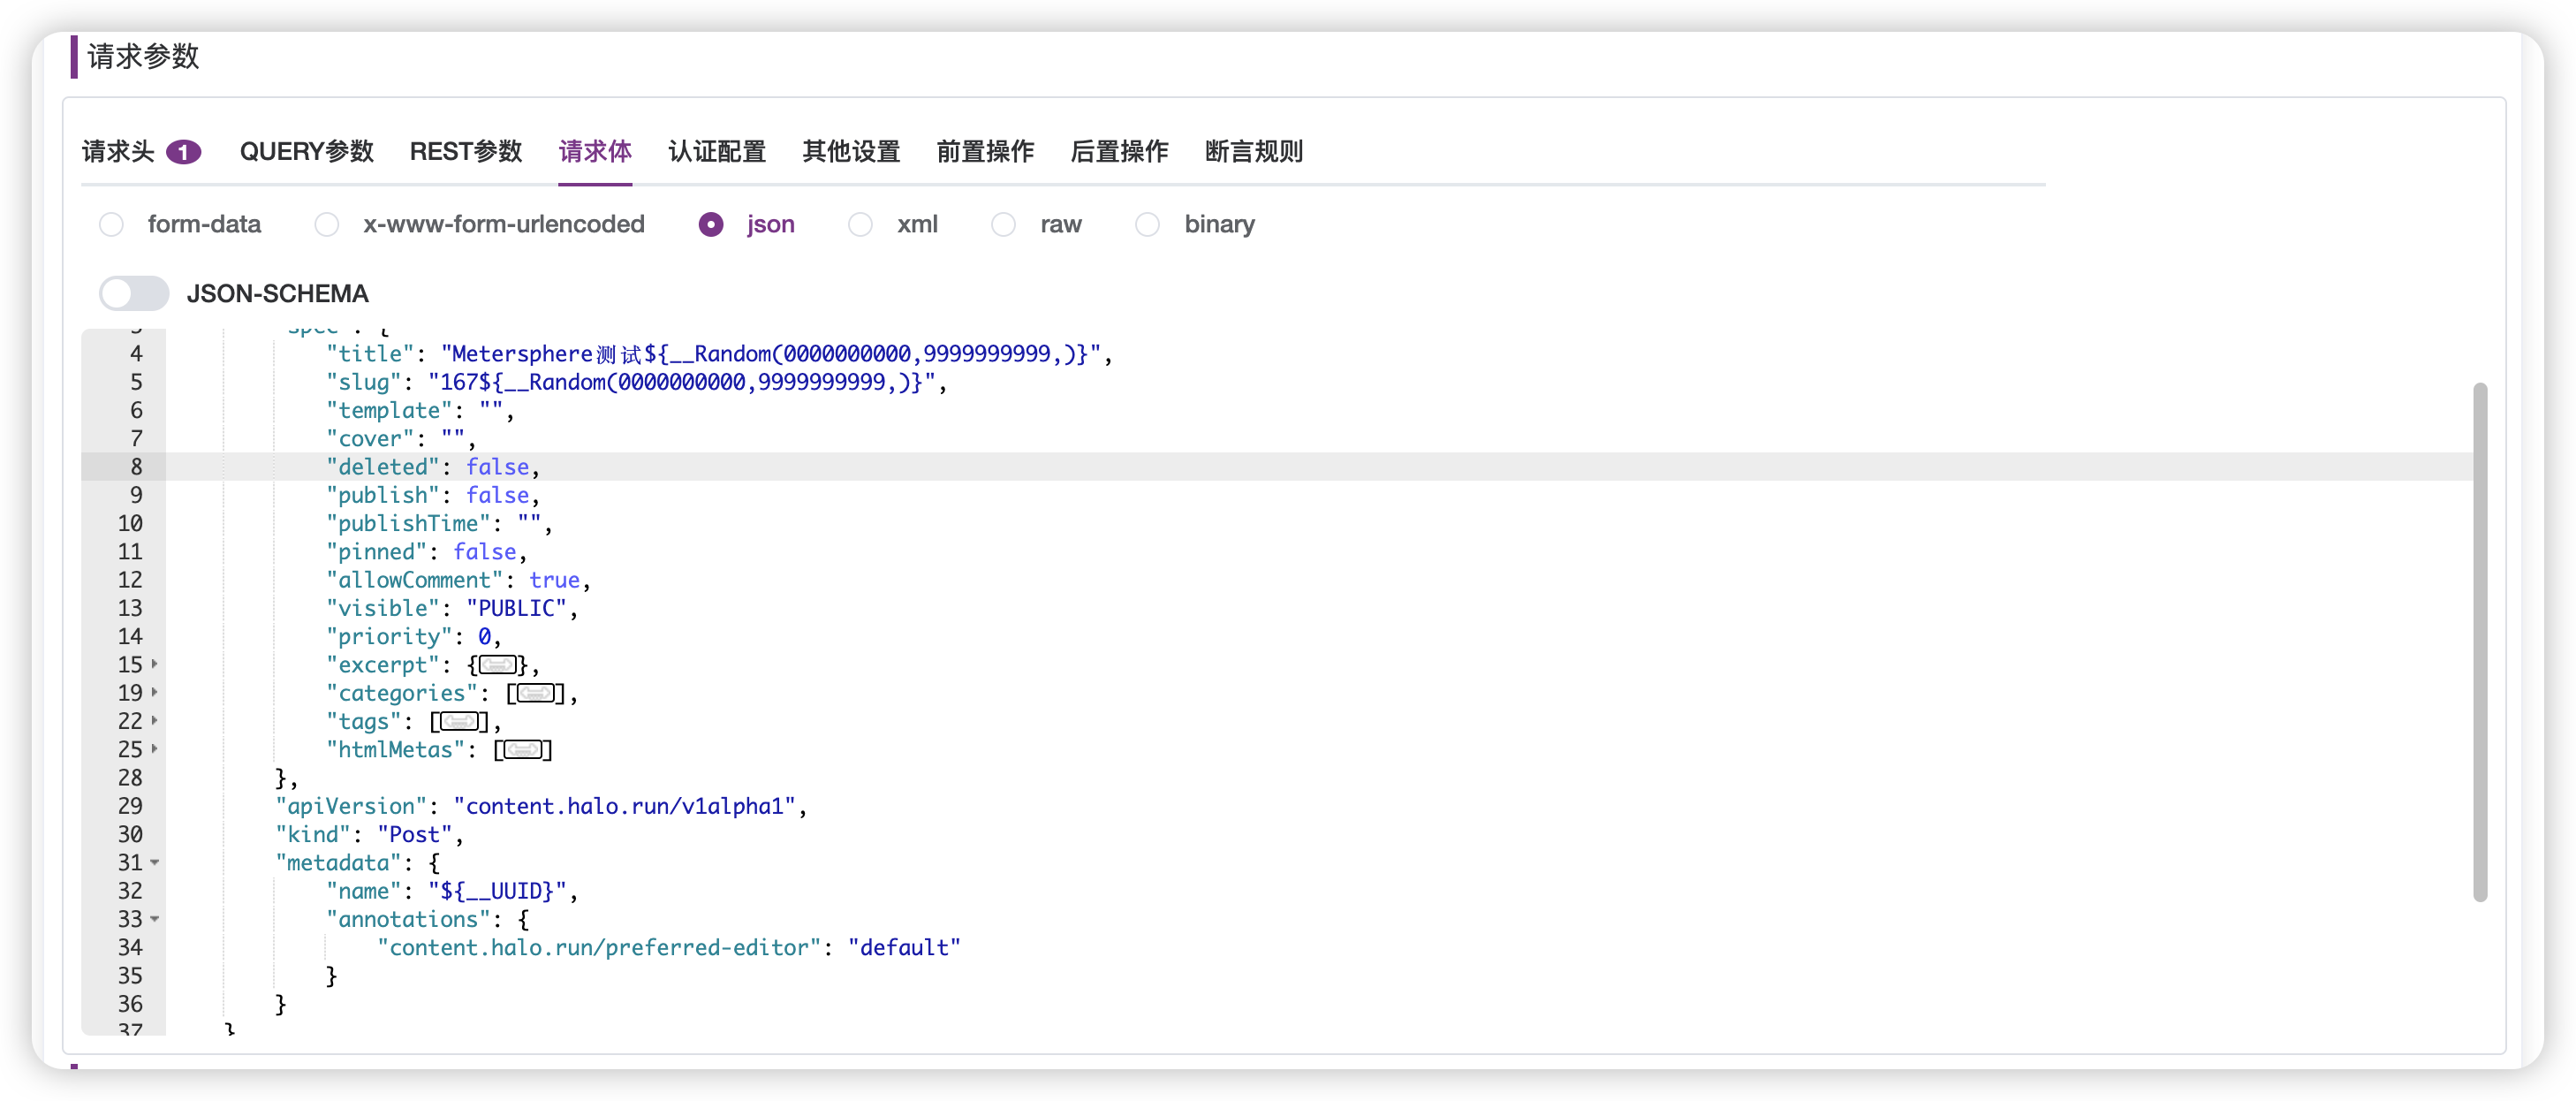 请求参数
请求头 1 QUERY参数 REST参数 请求体 认证配置 其他设置 前置操作 后置操作 断言规则
form-data x-www-form-urlencoded json xml raw binary
JSON-SCHEMA
3 "spec": {
4 "title": "Metersphere测试${__Random(0000000000,9999999999,)}",
5 "slug": "167${__Random(0000000000,9999999999,)}",
6 "template": "",
7 "cover": "",
8 "deleted": false,
9 "publish": false,
10 "publishTime": "",
11 "pinned": false,
12 "allowComment": true,
13 "visible": "PUBLIC",
14 "priority": 0,
15 "excerpt": {},
19 "categories": [],
22 "tags": [],
25 "htmlMetas": []
28 },
29 "apiVersion": "content.halo.run/v1alpha1",
30 "kind": "Post",
31 "metadata": {
32 "name": "${__UUID}",
33 "annotations": {
34 "content.halo.run/preferred-editor": "default"
35 }
36 }
37 }